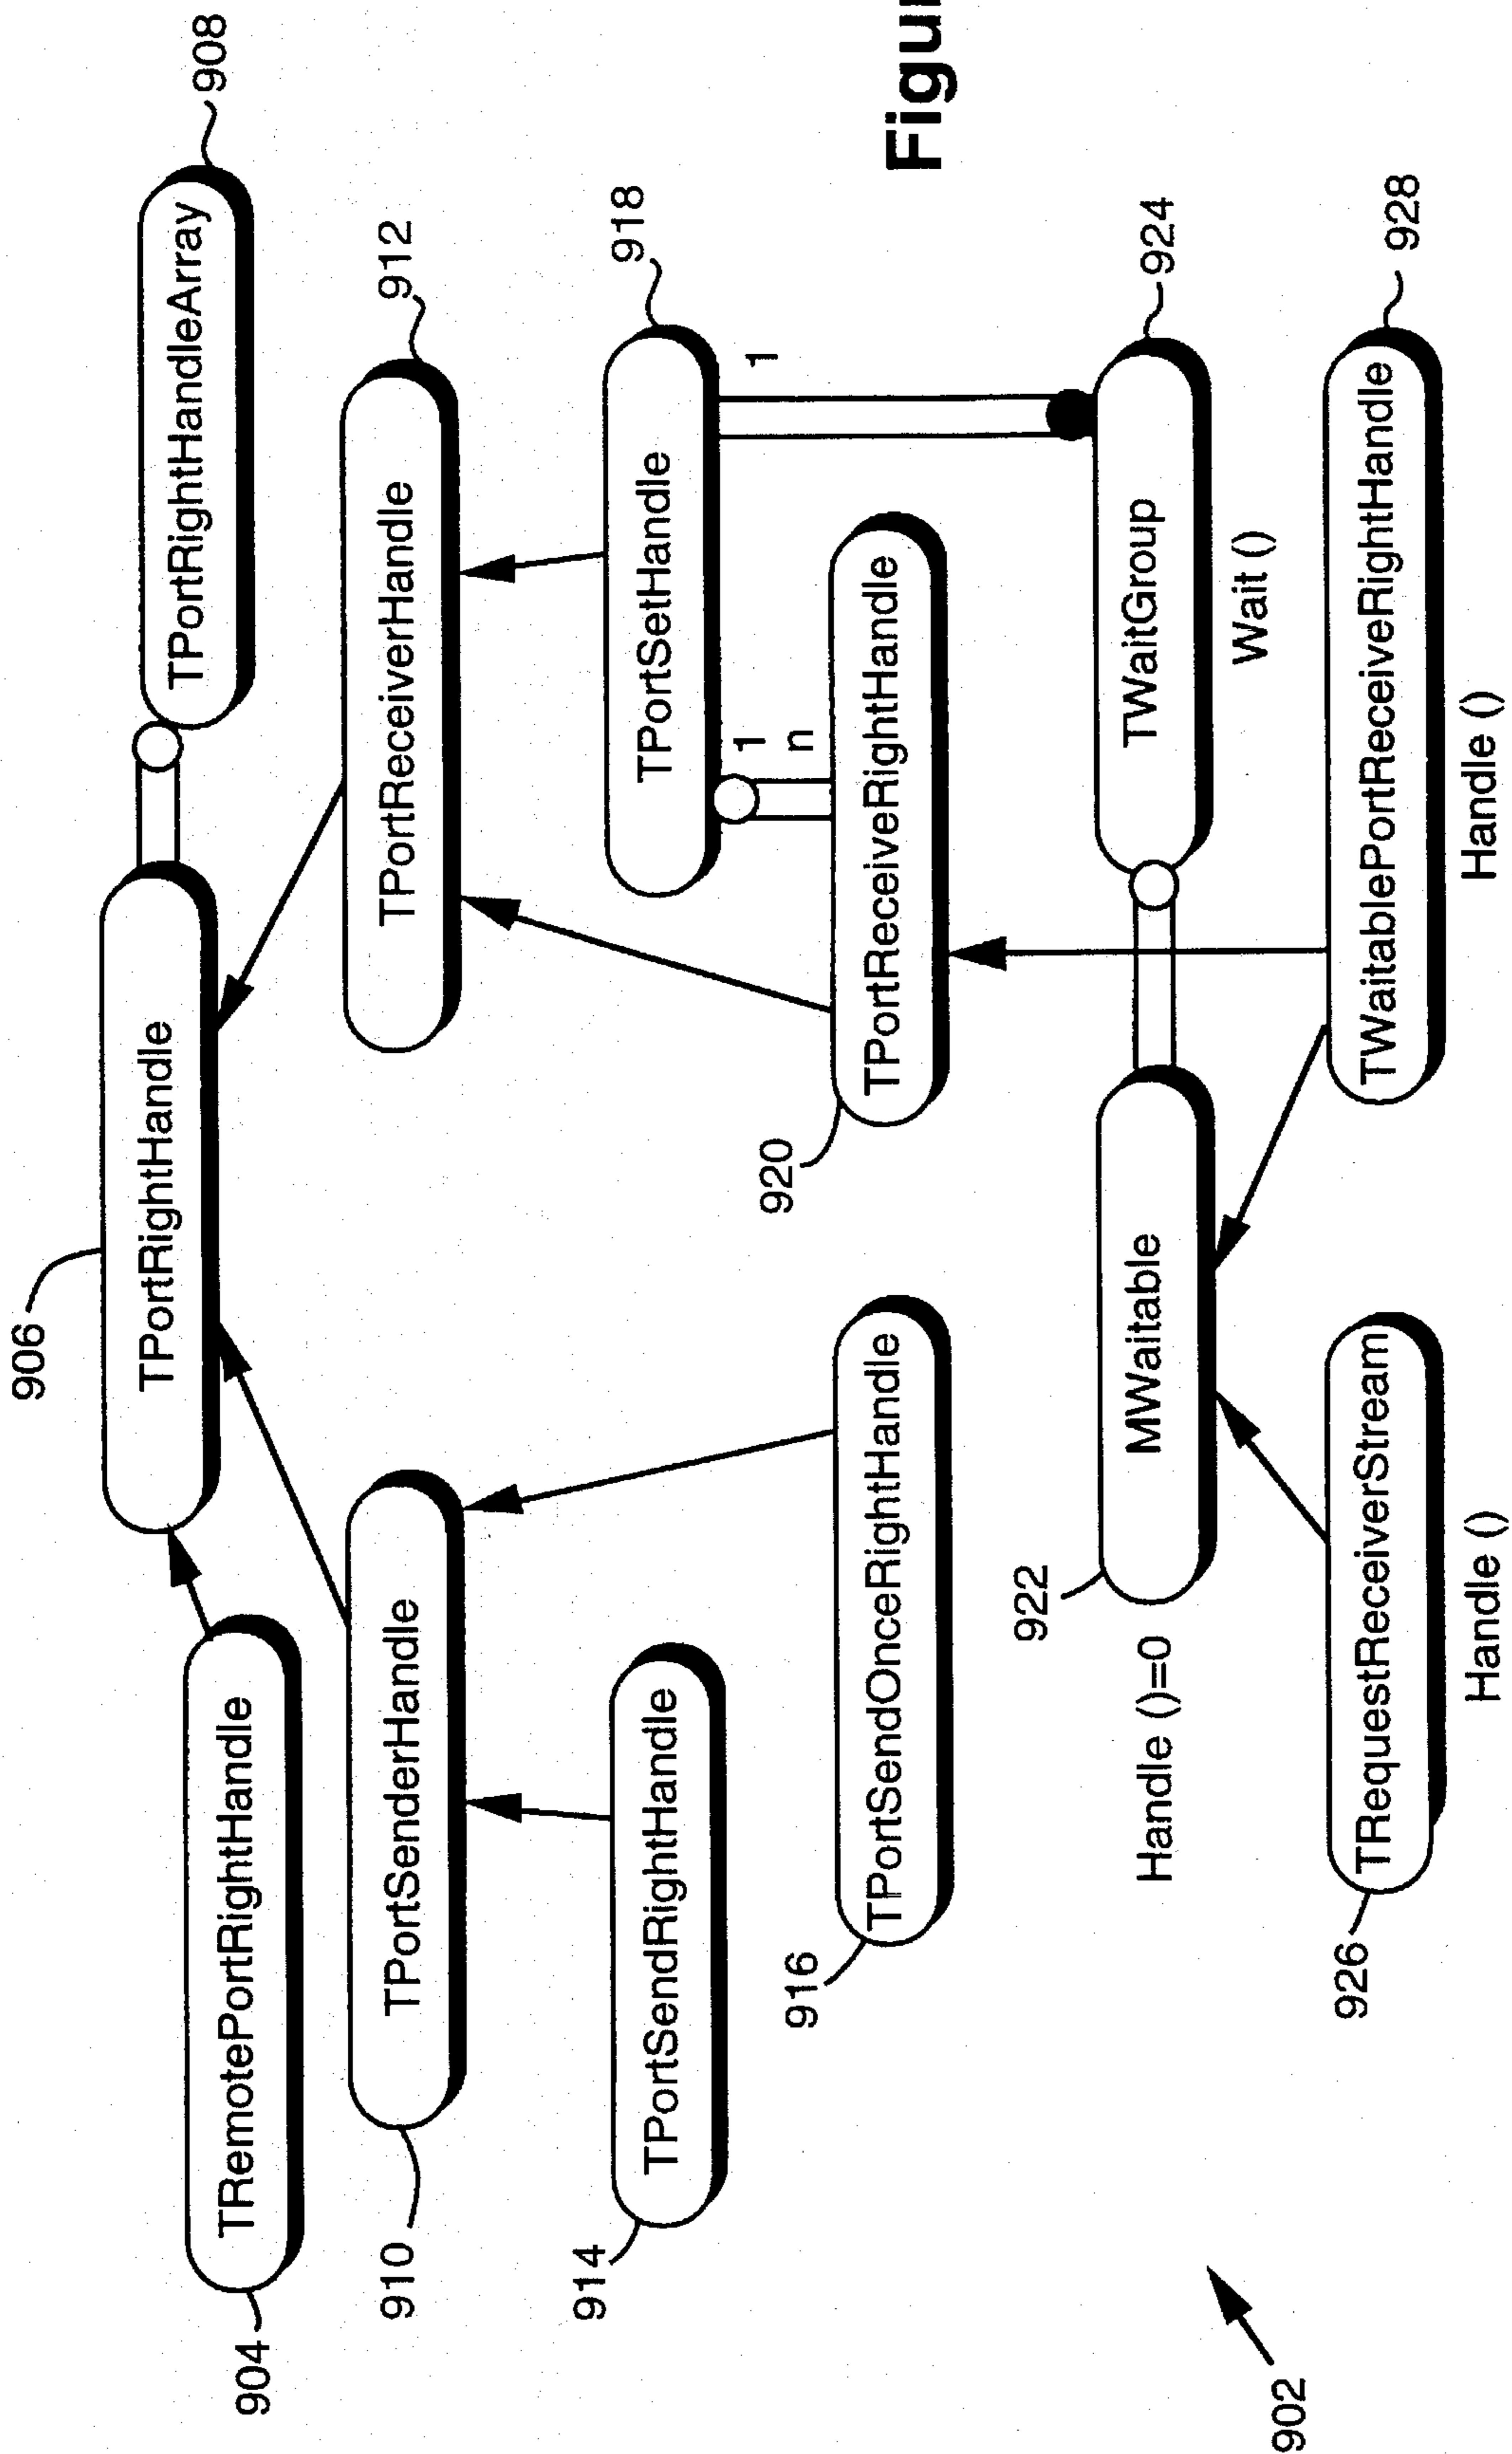 906
908
TPortRightHandleArray
TPortRightHandle
TRemotePortRightHandle
904
912
TPortReceiverHandle
TPortSenderHandle
910
918
TPortSetHandle
1
1
n
TPortSendRightHandle
914
920
TPortReceiveRightHandle
TPortSendOnceRightHandle
916
924
TWaitGroup
Wait ()
922
MWaitable
Handle ()=0
928
TWaitablePortReceiveRightHandle
Handle ()
TRequestReceiverStream
926
Handle ()
902